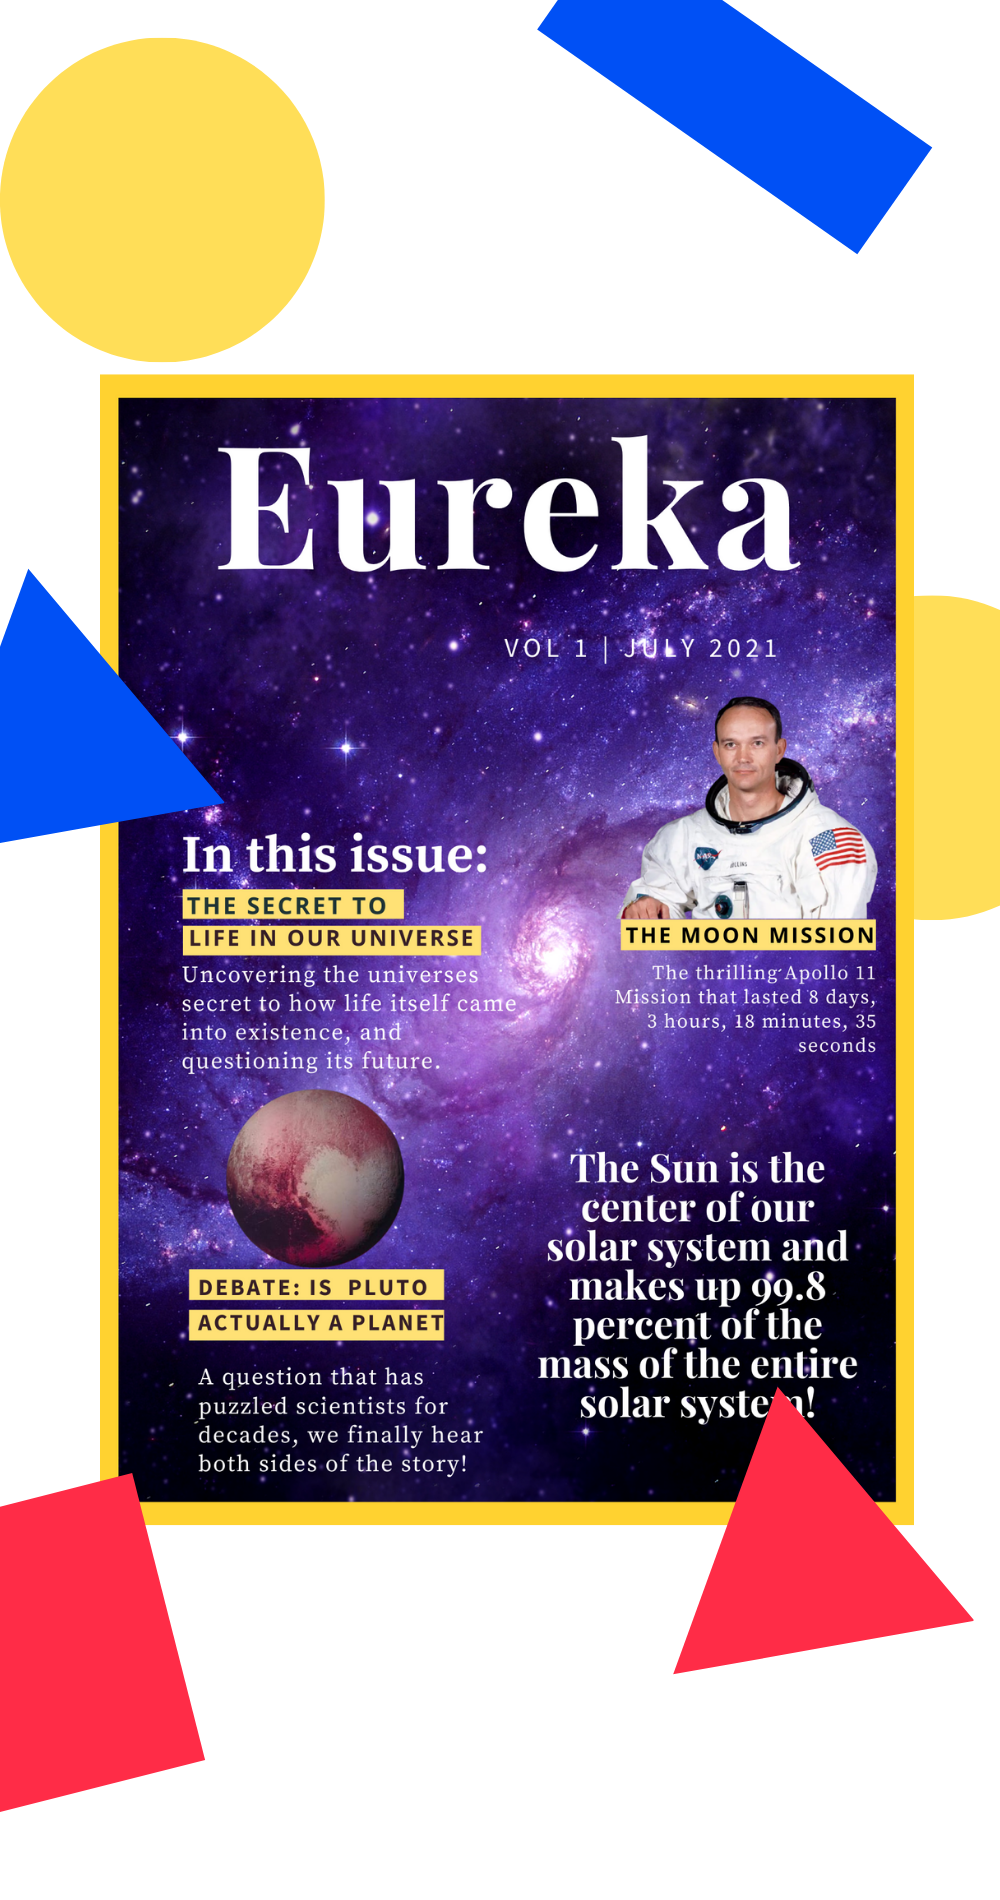 Eureka
VOL 1 | JULY 2021
In this issue:
THE SECRET TO
LIFE IN OUR UNIVERSE
Uncovering the universes
secret to how life itself came
into existence, and
questioning its future.
NASA
COLLINS
THE MOON MISSION
The thrilling Apollo 11
Mission that lasted 8 days,
3 hours, 18 minutes, 35
seconds
DEBATE: IS PLUTO
ACTUALLY A PLANET
A question that has
puzzled scientists for
decades, we finally hear
both sides of the story!
The Sun is the
center of our
solar system and
makes up 99.8
percent of the
mass of the entire
solar system!